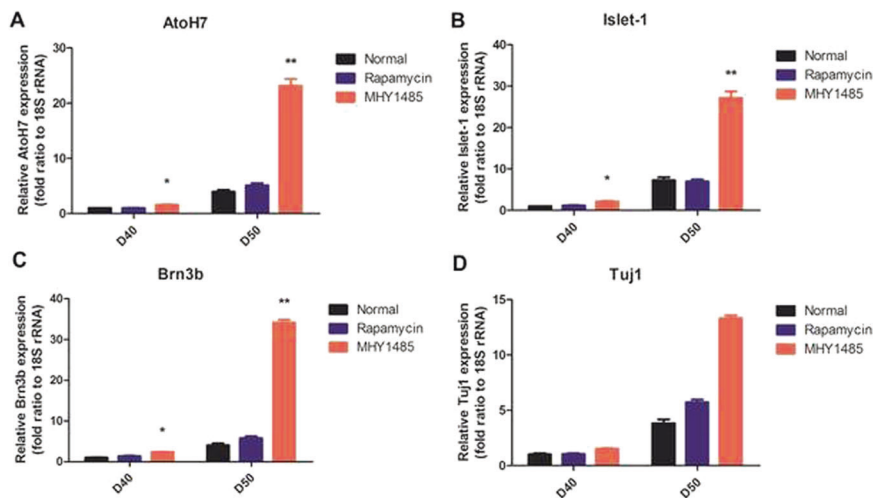 A
AtoH7
Relative AtoH7 expression
(fold ratio to 18S rRNA)
30
20
10
0
*
**
D40
D50
Normal
Rapamycin
MHY1485
B
Islet-1
Relative Islet-1 expression
(fold ratio to 18S rRNA)
40
30
20
10
0
*
**
D40
D50
Normal
Rapamycin
MHY1485
C
Brn3b
Relative Brn3b expression
(fold ratio to 18S rRNA)
40
30
20
10
0
*
**
D40
D50
Normal
Rapamycin
MHY1485
D
Tuj1
Relative Tuj1 expression
(fold ratio to 18S rRNA)
15
10
5
0
D40
D50
Normal
Rapamycin
MHY1485